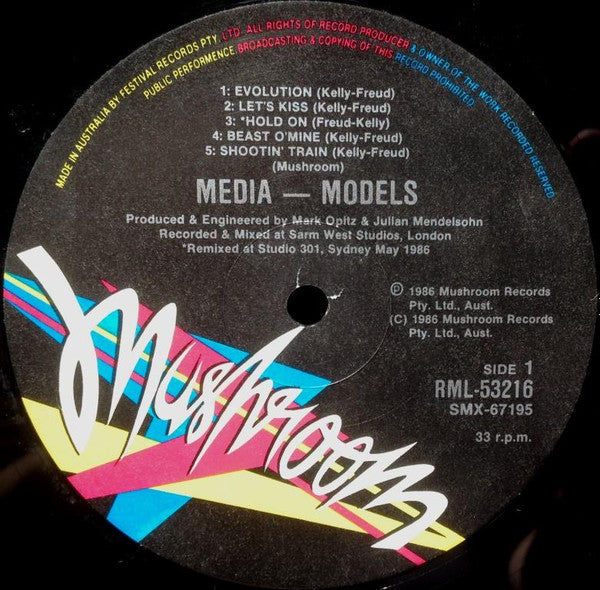 MADE IN AUSTRALIA BY FESTIVAL RECORDS PTY. LTD. ALL RIGHTS OF RECORD PRODUCER & OWNER OF THE WORK RECORDED RESERVED
PUBLIC PERFORMENCE. BROADCASTING & COPYING OF THIS RECORD PROHIBITED.
1: EVOLUTION (Kelly-Freud)
2: LET'S KISS (Kelly-Freud)
3: *HOLD ON (Freud-Kelly)
4: BEAST O'MINE (Kelly-Freud)
5: SHOOTIN' TRAIN (Kelly-Freud)
(Mushroom)
MEDIA — MODELS
Produced & Engineered by Mark Opitz & Julian Mendelsohn
Recorded & Mixed at Sarm West Studios, London
*Remixed at Studio 301, Sydney May 1986
℗ 1986 Mushroom Records
Pty. Ltd., Aust.
(C) 1986 Mushroom Records
Pty. Ltd., Aust.
SIDE 1
RML-53216
SMX-67195
33 r.p.m.
Mushroom